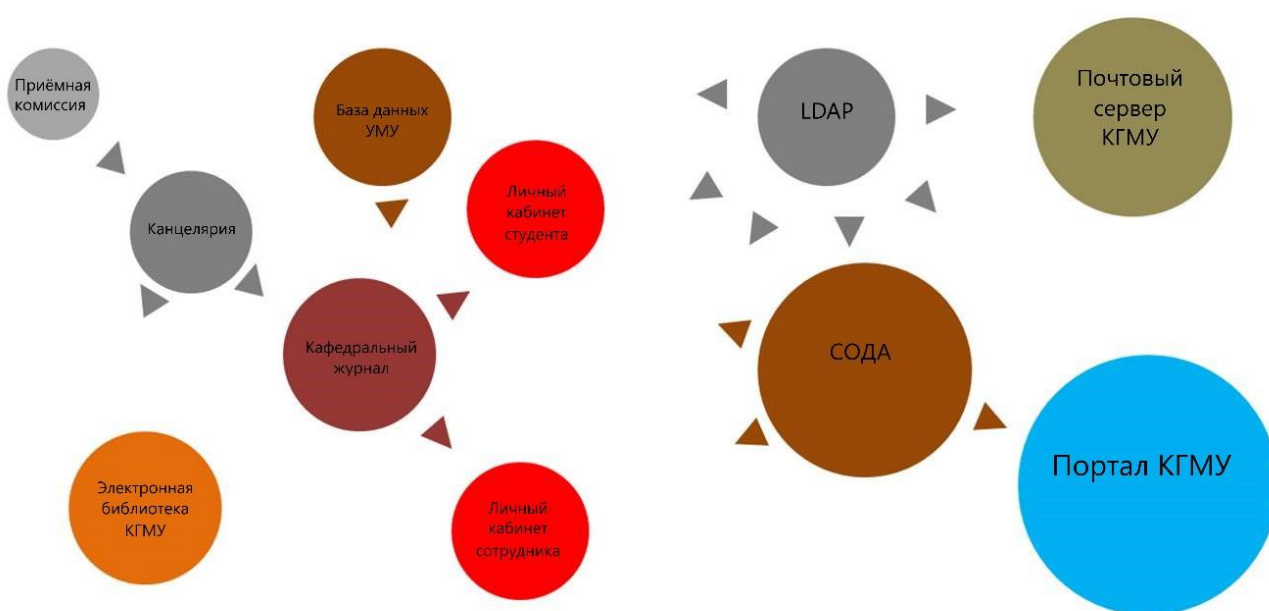 Приёмная
комиссия
База данных
УМУ
LDAP
Почтовый
сервер
КГМУ
Канцелярия
Личный
кабинет
студента
Кафедральный
журнал
СОДА
Портал КГМУ
Электронная
библиотека
КГМУ
Личный
кабинет
сотрудника